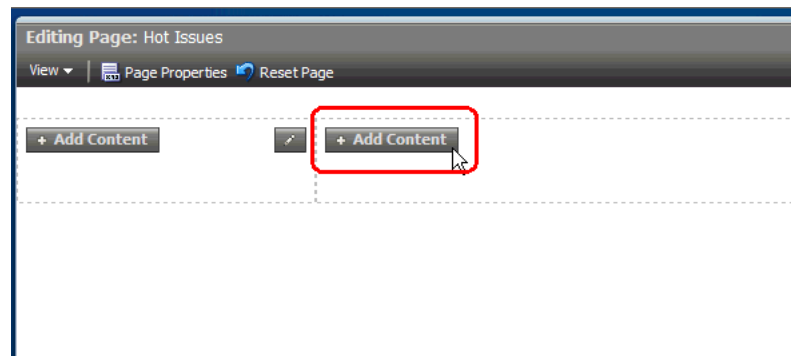 Editing Page: Hot Issues
View Page Properties Reset Page
+ Add Content + Add Content